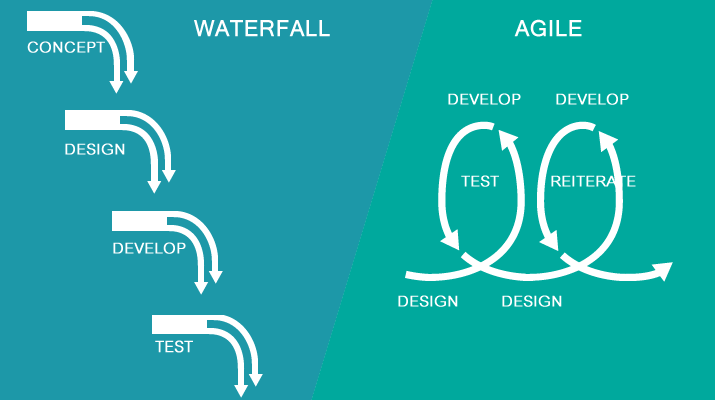 WATERFALL
CONCEPT
DESIGN
DEVELOP
TEST
AGILE
DEVELOP DEVELOP
TEST REITERATE
DESIGN DESIGN